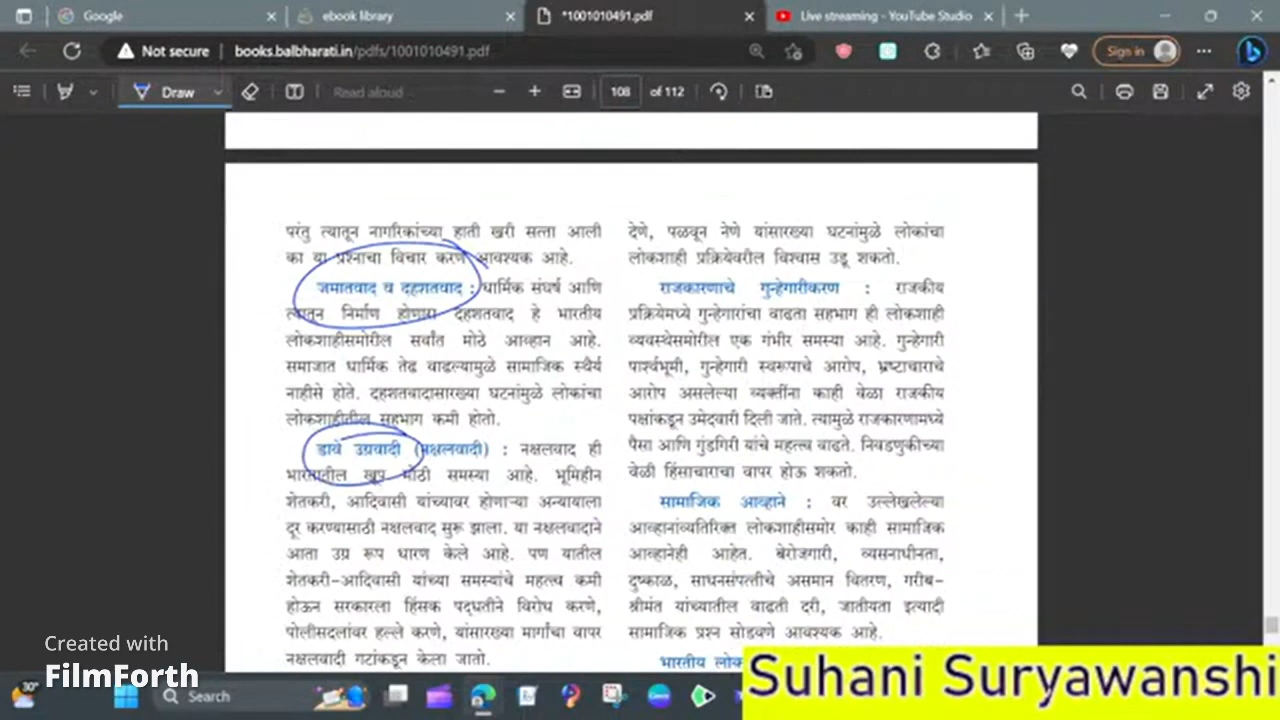 Google
ebook library
*1001010491.pdf
Live streaming - YouTube Studio
Not secure
books.balbharati.in/pdfs/1001010491.pdf
Sign in
Draw
Read aloud
108 of 112
परंतु त्यातून नागरिकांच्या हाती खरी सत्ता आली
का या प्रश्नाचा विचार करणे आवश्यक आहे.
जमातवाद व दहशतवाद : धार्मिक संघर्ष आणि
त्यातून निर्माण होणारा दहशतवाद हे भारतीय
लोकशाहीसमोरील सर्वांत मोठे आव्हान आहे.
समाजात धार्मिक तेढ वाढल्यामुळे सामाजिक स्थैर्य
नाहीसे होते. दहशतवादासारख्या घटनांमुळे लोकांचा
लोकशाहीतील सहभाग कमी होतो.
डावे उग्रवादी (नक्षलवादी) : नक्षलवाद ही
भारतातील खूप मोठी समस्या आहे. भूमिहीन
शेतकरी, आदिवासी यांच्यावर होणाऱ्या अन्यायाला
दूर करण्यासाठी नक्षलवाद सुरू झाला. या नक्षलवादाने
आता उग्र रूप धारण केले आहे. पण यातील
शेतकरी-आदिवासी यांच्या समस्यांचे महत्त्व कमी
होऊन सरकारला हिंसक पद्धतीने विरोध करणे,
पोलीसदलांवर हल्ले करणे, यांसारख्या मार्गांचा वापर
नक्षलवादी गटांकडून केला जातो.
देणे, पळवून नेणे यांसारख्या घटनांमुळे लोकांचा
लोकशाही प्रक्रियेवरील विश्वास उडू शकतो.
राजकारणाचे गुन्हेगारीकरण : राजकीय
प्रक्रियेमध्ये गुन्हेगारांचा वाढता सहभाग ही लोकशाही
व्यवस्थेसमोरील एक गंभीर समस्या आहे. गुन्हेगारी
पार्श्वभूमी, गुन्हेगारी स्वरूपाचे आरोप, भ्रष्टाचाराचे
आरोप असलेल्या व्यक्तींना काही वेळा राजकीय
पक्षांकडून उमेदवारी दिली जाते. त्यामुळे राजकारणामध्ये
पैसा आणि गुंडगिरी यांचे महत्त्व वाढते. निवडणुकीच्या
वेळी हिंसाचाराचा वापर होऊ शकतो.
सामाजिक आव्हाने : वर उल्लेखलेल्या
आव्हानांव्यतिरिक्त लोकशाहीसमोर काही सामाजिक
आव्हानेही आहेत. बेरोजगारी, व्यसनाधीनता,
दुष्काळ, साधनसंपत्तीचे असमान वितरण, गरीब-
श्रीमंत यांच्यातील वाढती दरी, जातीयता इत्यादी
सामाजिक प्रश्न सोडवणे आवश्यक आहे.
भारतीय
Created with
FilmForth
Suhani Suryawanshi
30°
Search